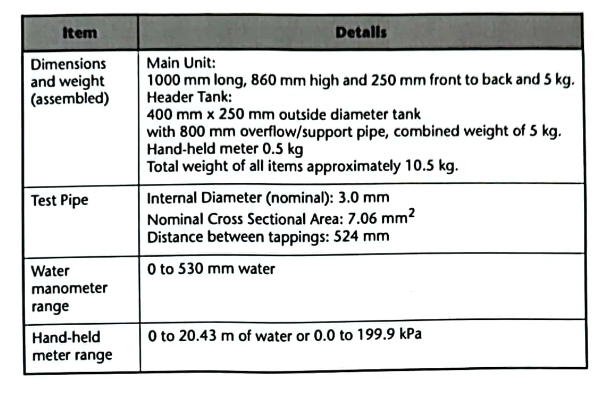 Item Details
Dimensions and weight (assembled)
Main Unit:
1000 mm long, 860 mm high and 250 mm front to back and 5 kg.
Header Tank:
400 mm x 250 mm outside diameter tank
with 800 mm overflow/support pipe, combined weight of 5 kg.
Hand-held meter 0.5 kg
Total weight of all items approximately 10.5 kg.
Test Pipe
Internal Diameter (nominal): 3.0 mm
Nominal Cross Sectional Area: 7.06 mm²
Distance between tappings: 524 mm
Water
manometer
range
0 to 530 mm water
Hand-held
meter range
0 to 20.43 m of water or 0.0 to 199.9 kPa